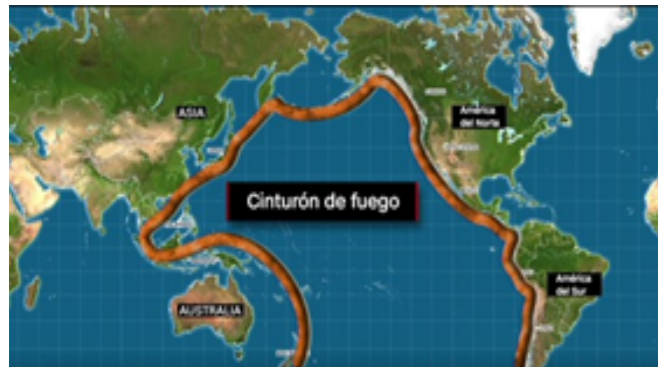 ASIA
América
del Norte
Cinturón de fuego
América
del Sur
AUSTRALIA